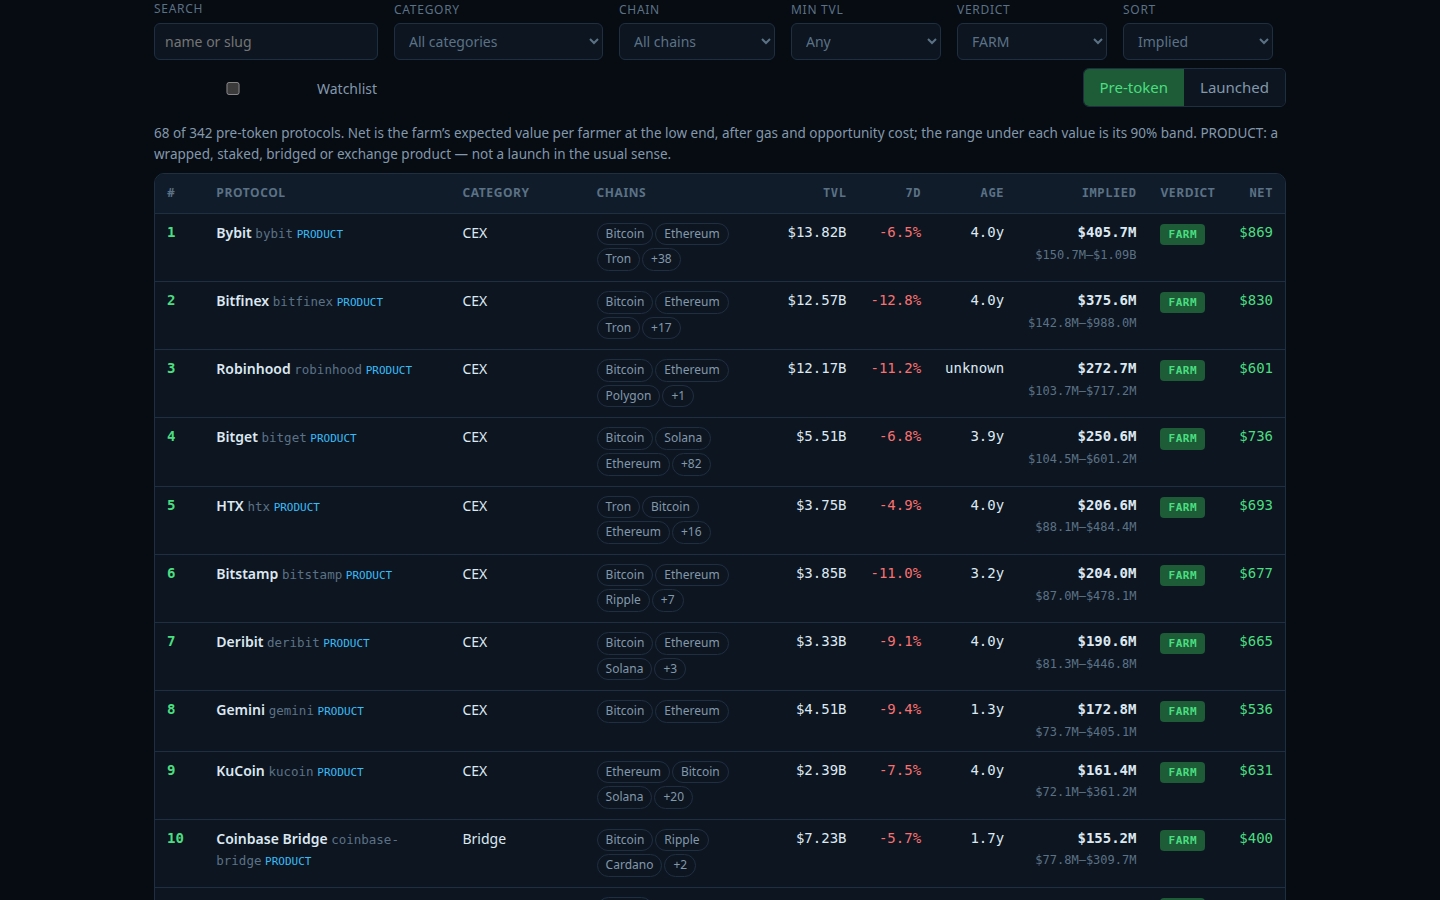 SEARCH CATEGORY CHAIN MIN TVL VERDICT SORT
name or slug All categories All chains Any FARM Implied
Watchlist Pre-token Launched
68 of 342 pre-token protocols. Net is the farm’s expected value per farmer at the low end, after gas and opportunity cost; the range under each value is its 90% band. PRODUCT: a
wrapped, staked, bridged or exchange product — not a launch in the usual sense.
# PROTOCOL CATEGORY CHAINS TVL 7D AGE IMPLIED VERDICT NET
1 Bybit bybit PRODUCT CEX Bitcoin Ethereum $13.82B -6.5% 4.0y $405.7M FARM $869
Tron +38 $150.7M–$1.09B
2 Bitfinex bitfinex PRODUCT CEX Bitcoin Ethereum $12.57B -12.8% 4.0y $375.6M FARM $830
Tron +17 $142.8M–$988.0M
3 Robinhood robinhood PRODUCT CEX Bitcoin Ethereum $12.17B -11.2% unknown $272.7M FARM $601
Polygon +1 $103.7M–$717.2M
4 Bitget bitget PRODUCT CEX Bitcoin Solana $5.51B -6.8% 3.9y $250.6M FARM $736
Ethereum +82 $104.5M–$601.2M
5 HTX htx PRODUCT CEX Tron Bitcoin $3.75B -4.9% 4.0y $206.6M FARM $693
Ethereum +16 $88.1M–$484.4M
6 Bitstamp bitstamp PRODUCT CEX Bitcoin Ethereum $3.85B -11.0% 3.2y $204.0M FARM $677
Ripple +7 $87.0M–$478.1M
7 Deribit deribit PRODUCT CEX Bitcoin Ethereum $3.33B -9.1% 4.0y $190.6M FARM $665
Solana +3 $81.3M–$446.8M
8 Gemini gemini PRODUCT CEX Bitcoin Ethereum $4.51B -9.4% 1.3y $172.8M FARM $536
$73.7M–$405.1M
9 KuCoin kucoin PRODUCT CEX Ethereum Bitcoin $2.39B -7.5% 4.0y $161.4M FARM $631
Solana +20 $72.1M–$361.2M
10 Coinbase Bridge coinbase- Bridge Bitcoin Ripple $7.23B -5.7% 1.7y $155.2M FARM $400
bridge PRODUCT Cardano +2 $77.8M–$309.7M